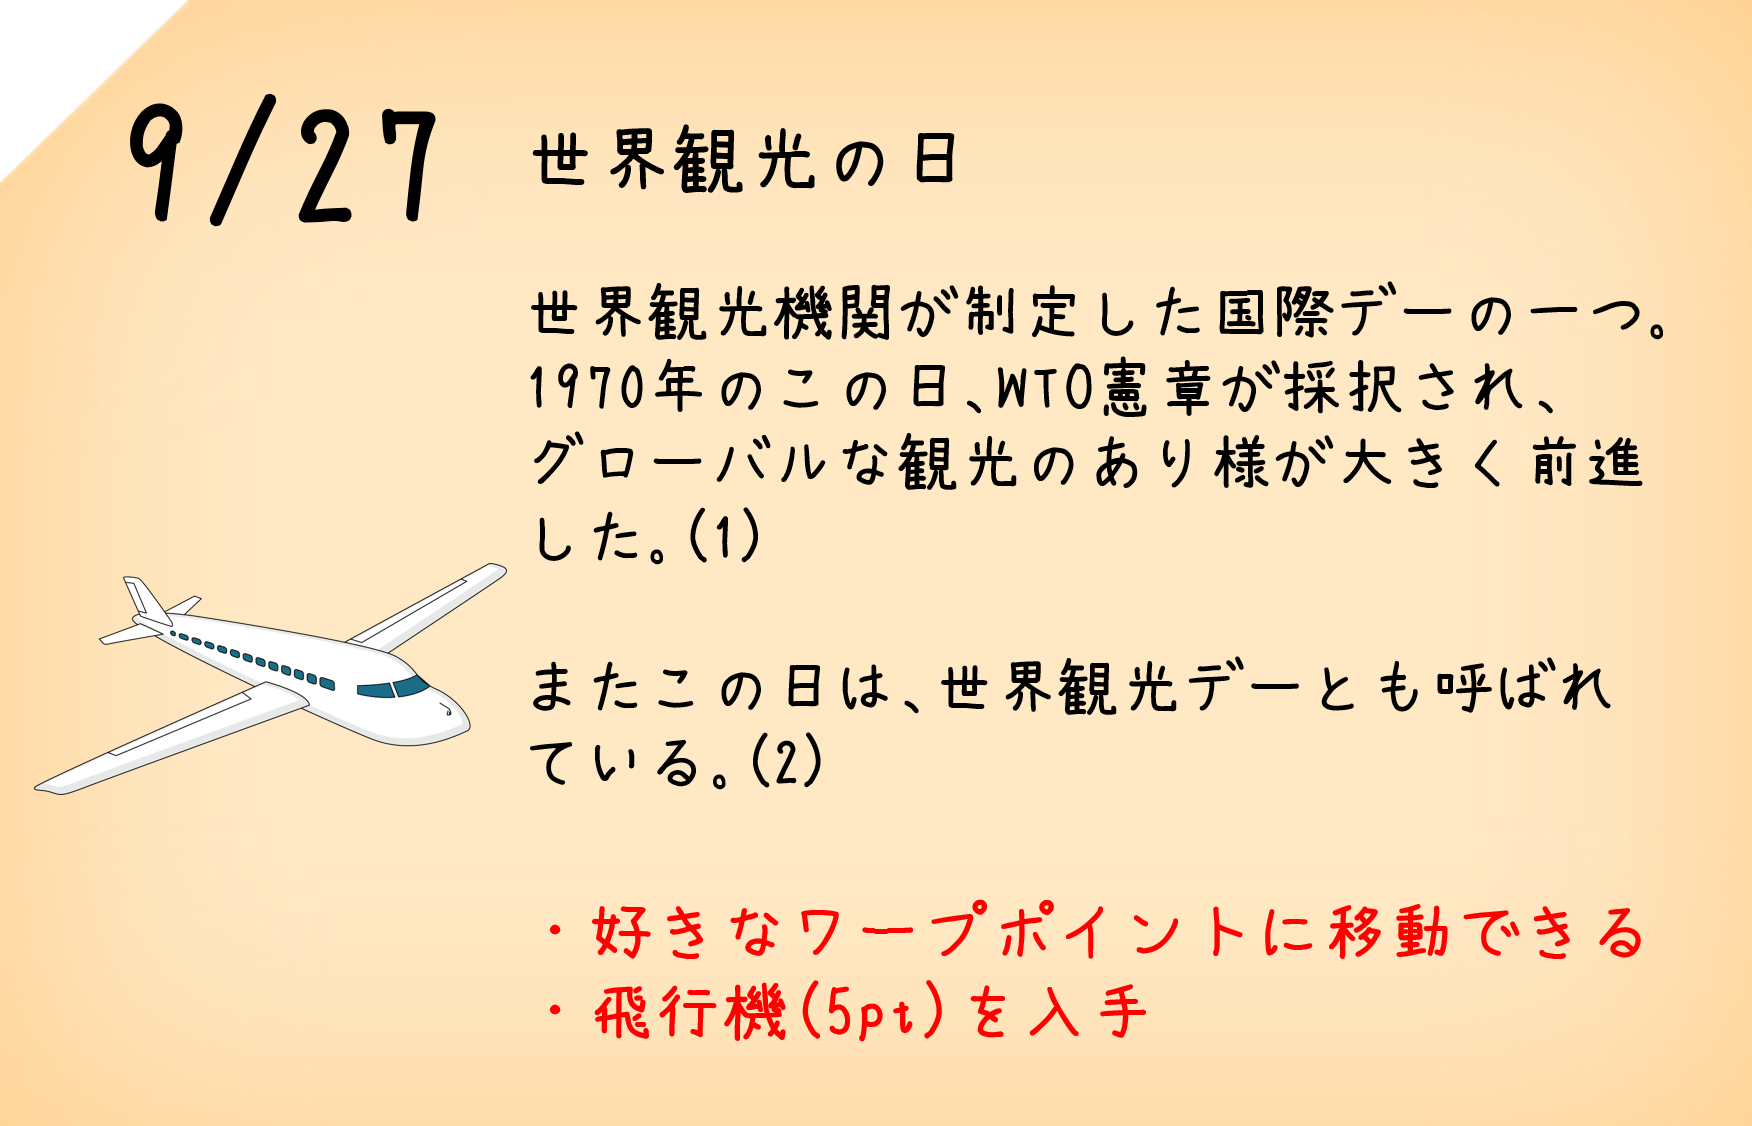 9/27
世界観光の日
世界観光機関が制定した国際デーの一つ。
1970年のこの日、WTO憲章が採択され、
グローバルな観光のあり様が大きく前進
した。(1)
またこの日は、世界観光デーとも呼ばれ
ている。(2)
・好きなワープポイントに移動できる
・飛行機(5pt)を入手